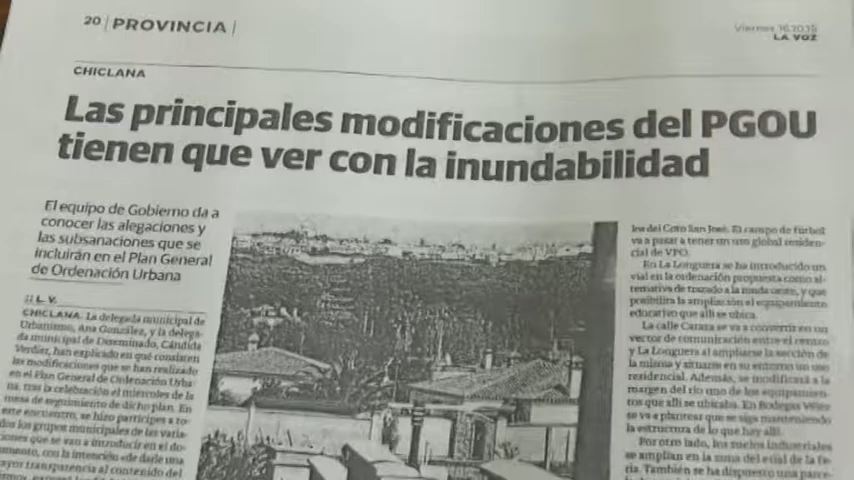 20 | PROVINCIA |
Viernes 16.10.15
LA VOZ
CHICLANA
Las principales modificaciones del PGOU
tienen que ver con la inundabilidad
El equipo de Gobierno da a
conocer las alegaciones y
las subsanaciones que se
incluirán en el Plan General
de Ordenación Urbana
:: L. V.
CHICLANA. La delegada municipal de
Urbanismo, Ana González, y la delega-
da municipal de Diseminado, Cándida
Verdier, han explicado en qué consisten
las modificaciones que se han realizado
en el Plan General de Ordenación Urba-
na, tras la celebración el miércoles de la
mesa de seguimiento de dicho plan. En
este encuentro, se hizo partícipes a to-
dos los grupos municipales de las varia-
ciones que se van a introducir en el do-
cumento, con la intención «de darle una
mayor transparencia al contenido del
les del Coto San José. El campo de fútbol
va a pasar a tener un uso global residen-
cial de VPO.
En La Longuera se ha introducido un
vial en la ordenación propuesta como al-
ternativa de trazado a la ronda oeste, y que
posibilita la ampliación el equipamiento
educativo que allí se ubica.
La calle Caraza se va a convertir en un
vector de comunicación entre el centro
y La Longuera al ampliarse la sección de
la misma y situarse en su entorno un uso
residencial. Además, se modificará a la
margen del río uno de los equipamien-
tos que allí se ubicaba. En Bodegas Vélez
se va a plantear que se siga manteniendo
la estructura de lo que hay allí.
Por otro lado, los suelos industriales
se amplían en la zona del erial de la fe-
ria. También se ha dispuesto una parce-